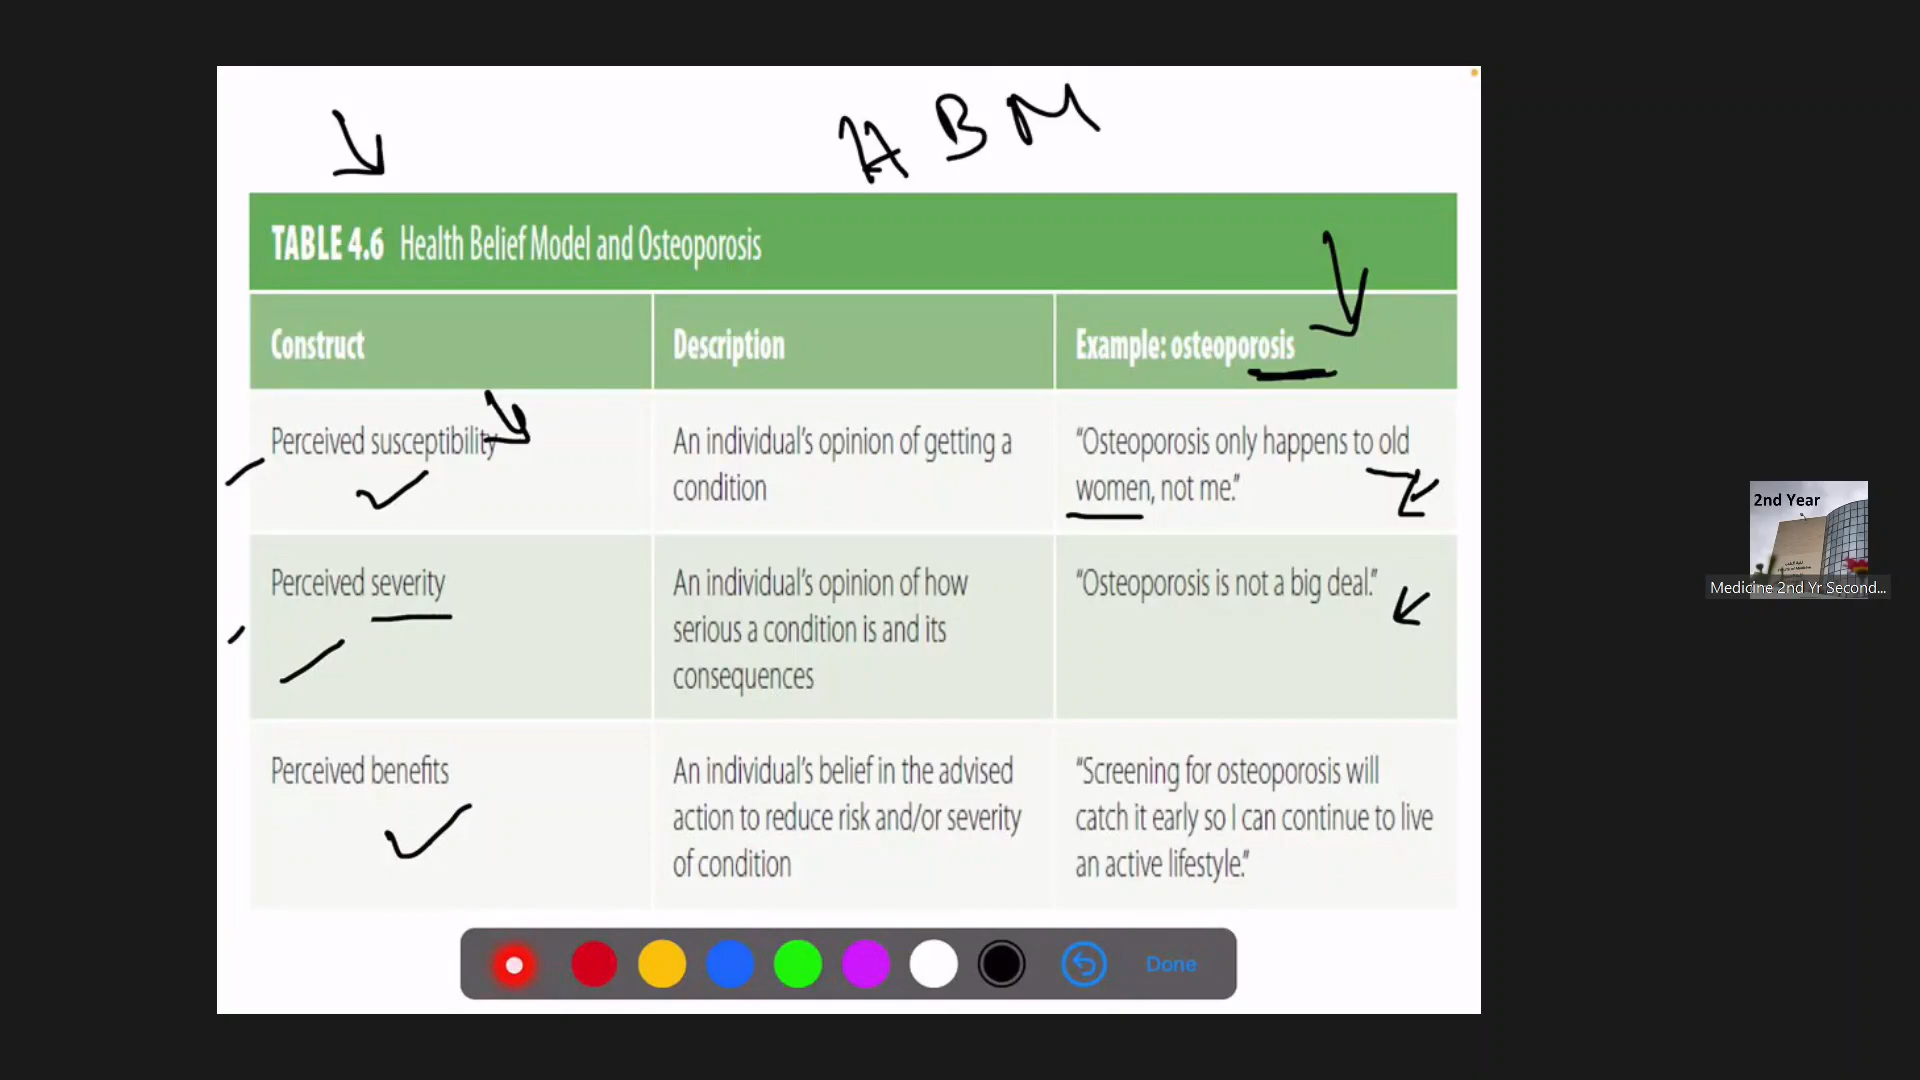 HBM
TABLE 4.6 Health Belief Model and Osteoporosis
Construct
Description
Example: osteoporosis
Perceived susceptibility
An individual's opinion of getting a
condition
"Osteoporosis only happens to old
women, not me."
Perceived severity
An individual's opinion of how
serious a condition is and its
consequences
"Osteoporosis is not a big deal."
Perceived benefits
An individual's belief in the advised
action to reduce risk and/or severity
of condition
"Screening for osteoporosis will
catch it early so I can continue to live
an active lifestyle."
Done
2nd Year
Medicine 2nd Yr Second...